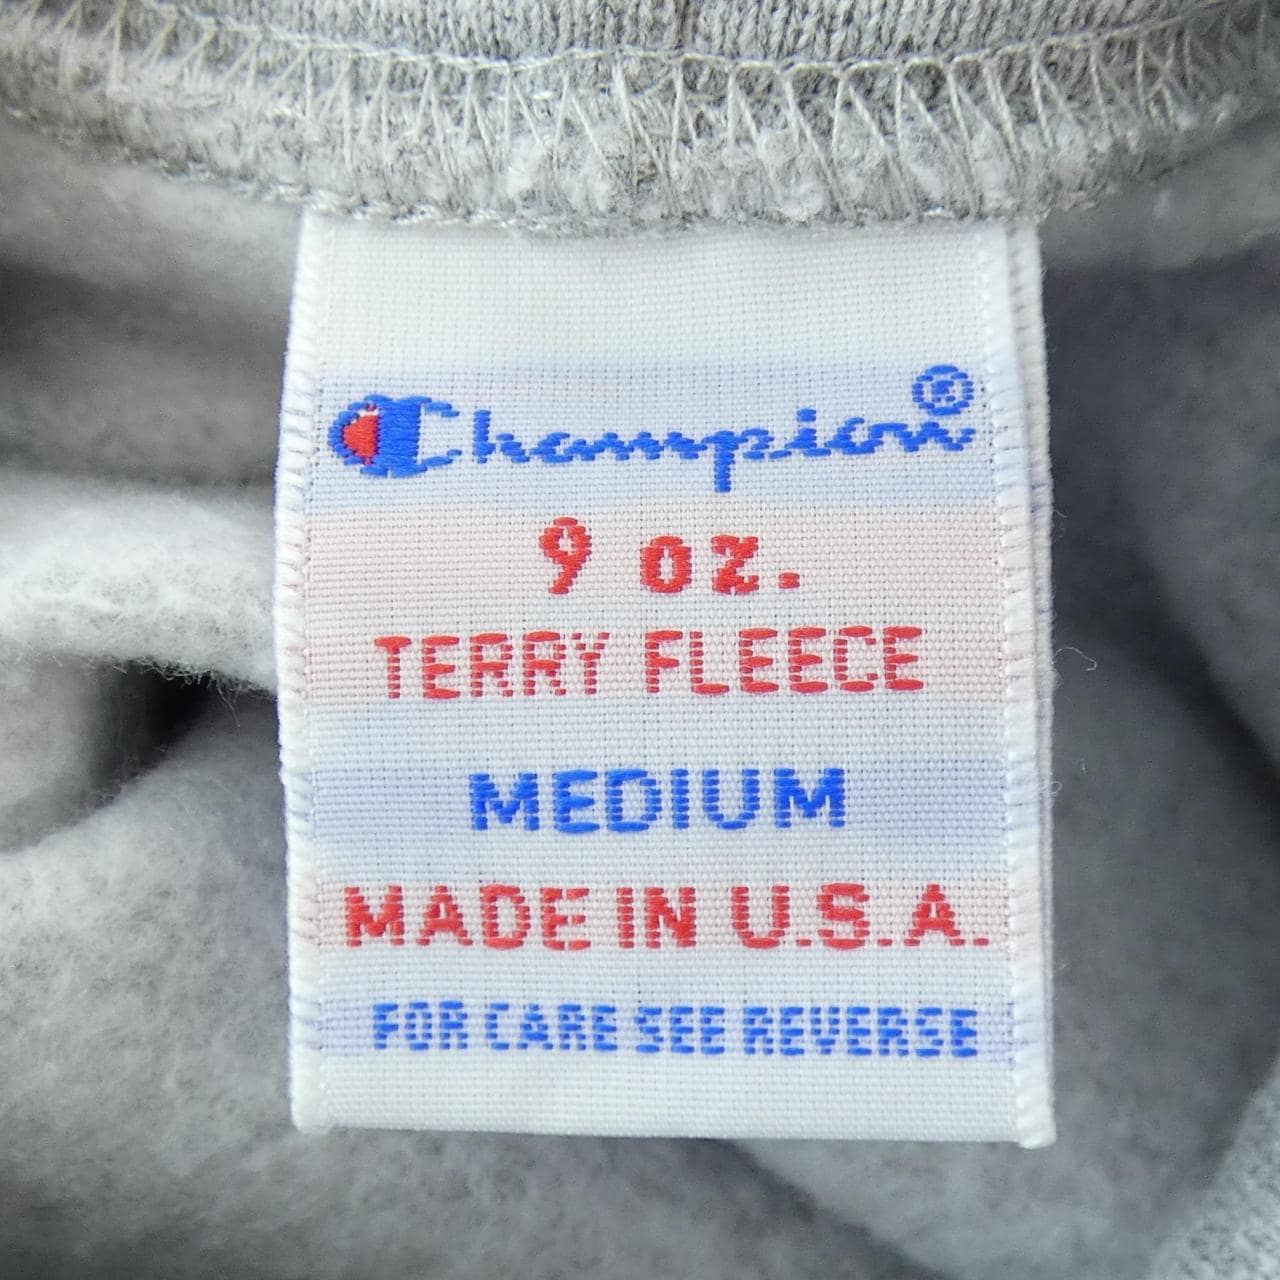 Champion®
9 oz.
TERRY FLEECE
MEDIUM
MADE IN U.S.A.
FOR CARE SEE REVERSE